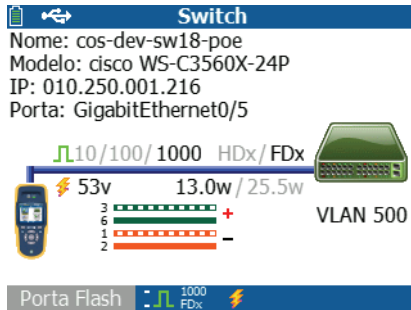 Switch
Nome: cos-dev-sw18-poe
Modelo: cisco WS-C3560X-24P
IP: 010.250.001.216
Porta: GigabitEthernet0/5
10/100/1000 HDx/FDx
53v 13.0w/25.5w
3
6 +
1 VLAN 500
2 –
Porta Flash 1000 FDx